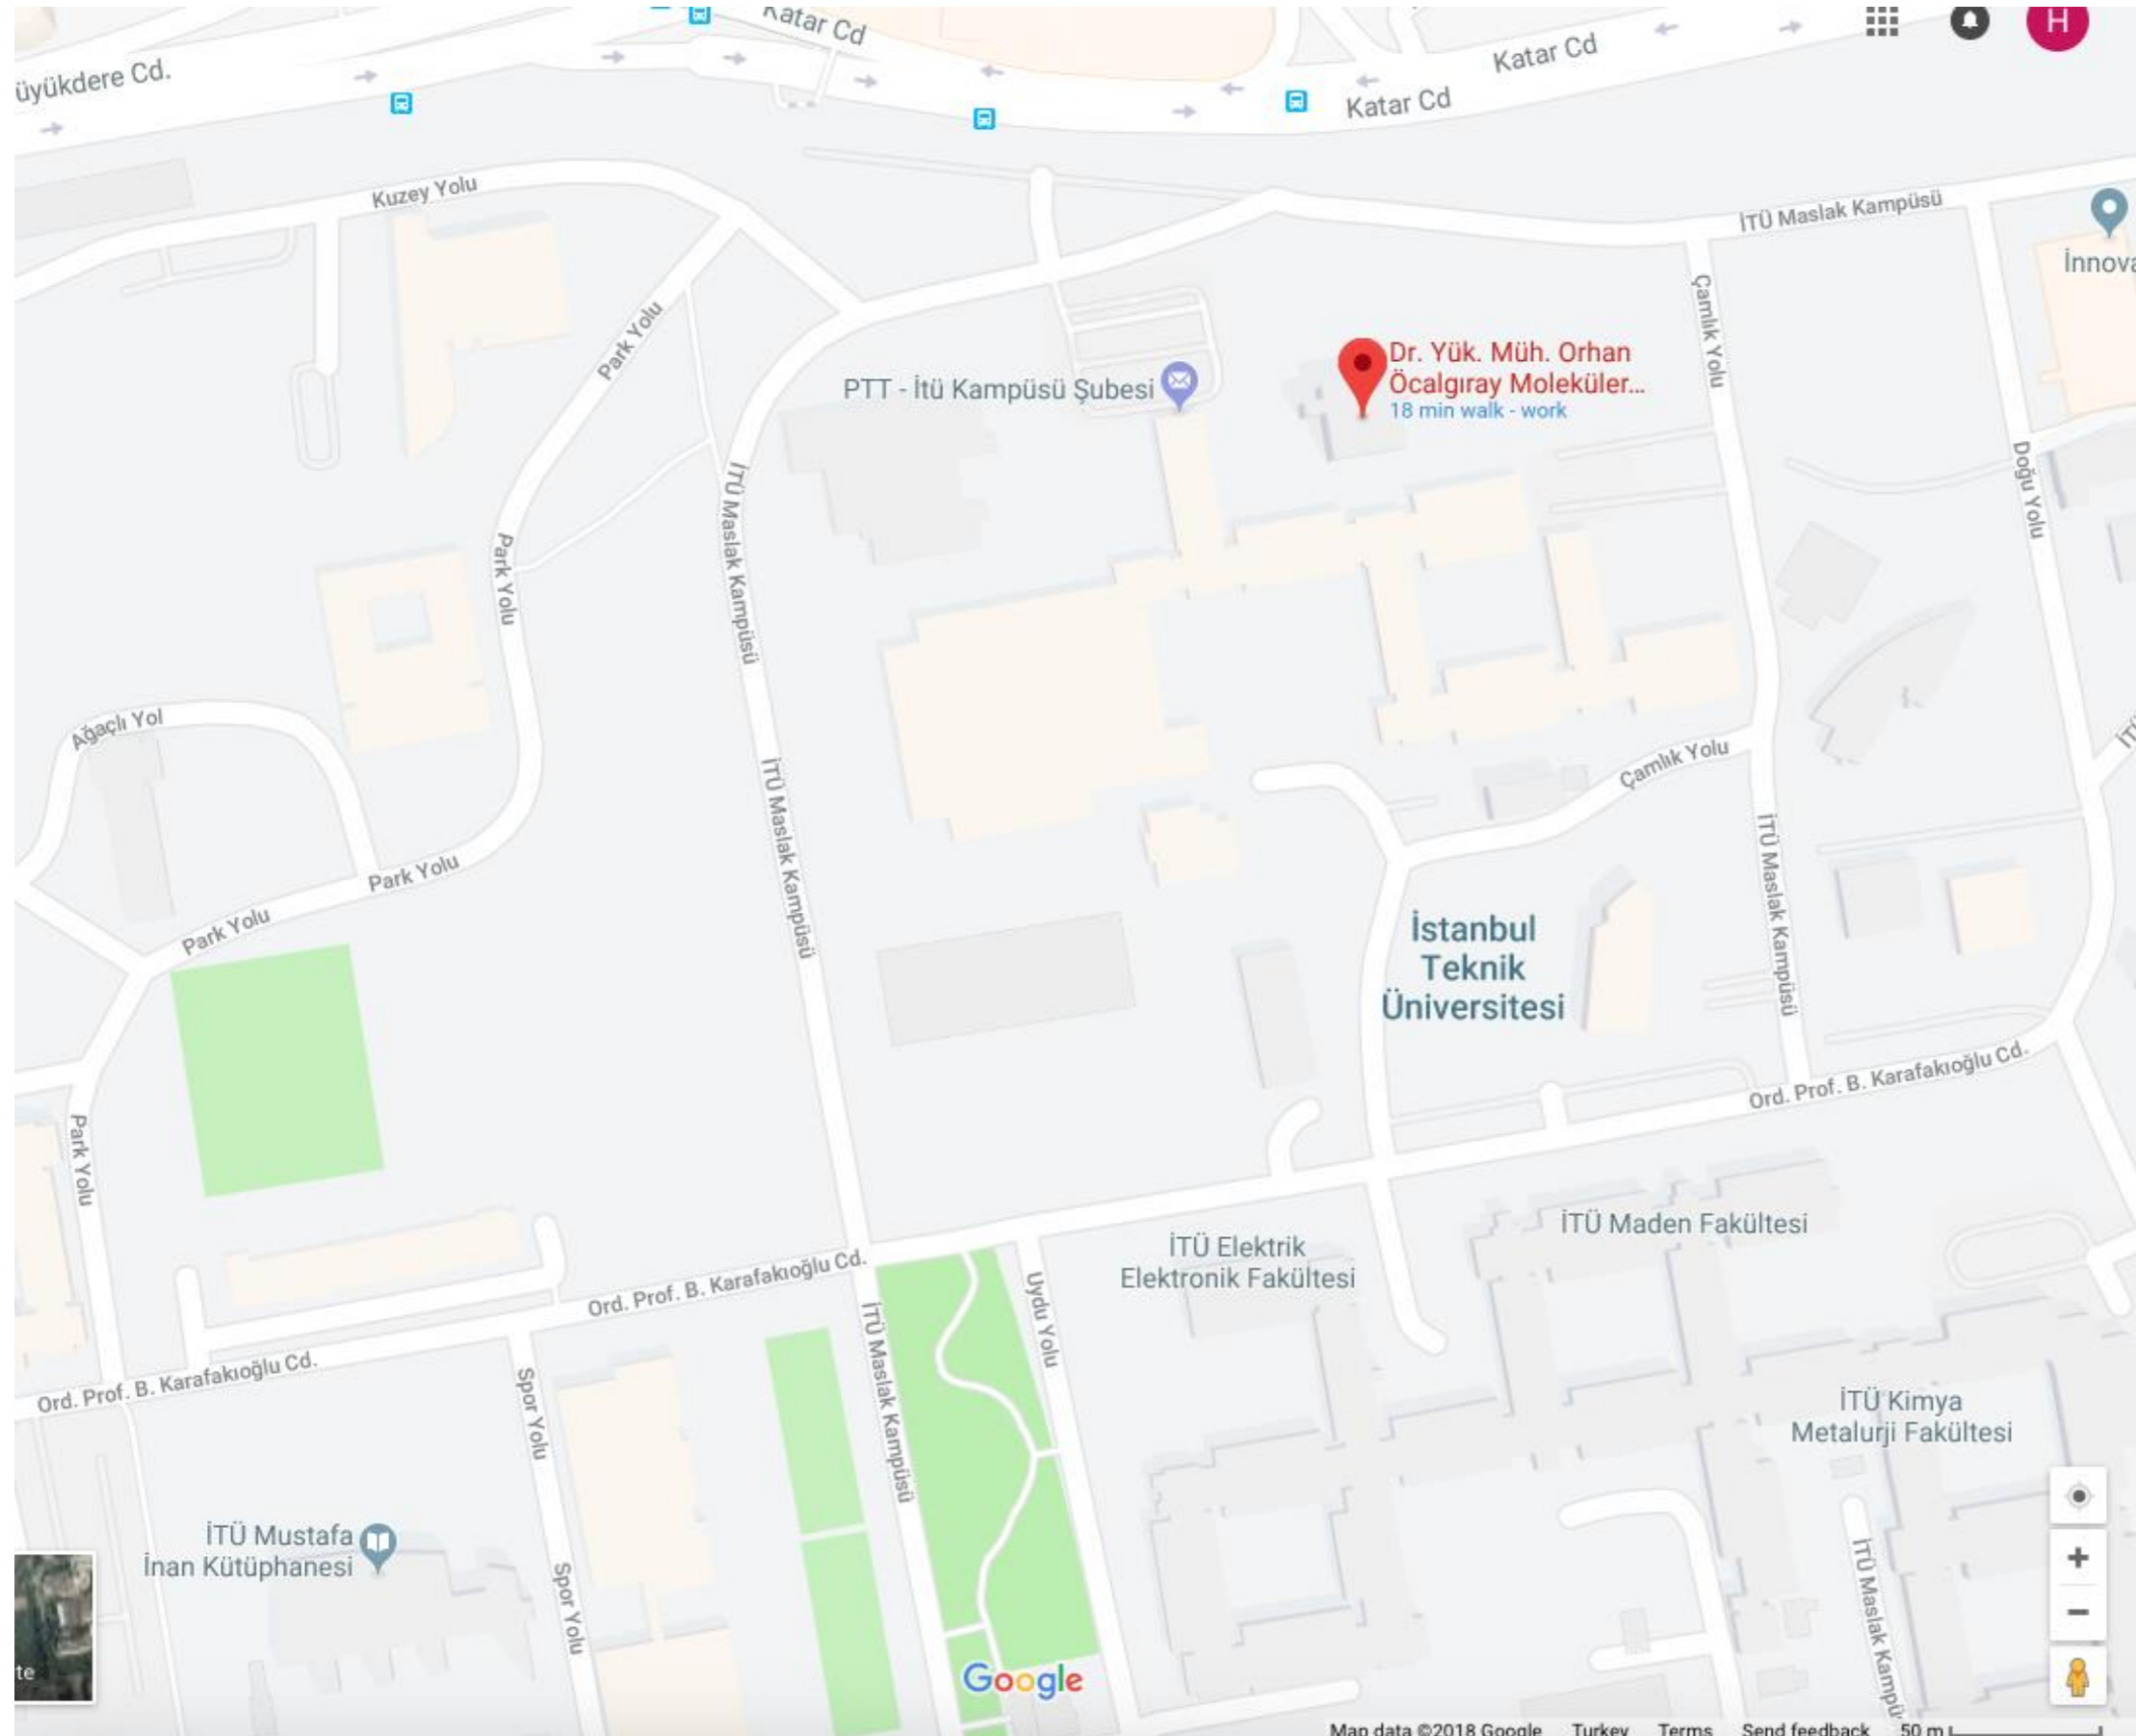 Katar Cd
H
üyükdere Cd.
Katar Cd
Katar Cd
Kuzey Yolu
İTÜ Maslak Kampüsü
İnnova
Park Yolu
Çamlık Yolu
Dr. Yük. Müh. Orhan
Öcalgıray Moleküler...
18 min walk - work
PTT - İtü Kampüsü Şubesi
Doğu Yolu
İTÜ Maslak Kampüsü
Park Yolu
Ağaçlı Yol
İTÜ
Çamlık Yolu
İTÜ Maslak Kampüsü
İTÜ Maslak Kampüsü
Park Yolu
Park Yolu
İstanbul
Teknik
Üniversitesi
Ord. Prof. B. Karafakıoğlu Cd.
Park Yolu
İTÜ Maden Fakültesi
İTÜ Elektrik
Elektronik Fakültesi
Ord. Prof. B. Karafakıoğlu Cd.
Uydu Yolu
İTÜ Maslak Kampüsü
Ord. Prof. B. Karafakıoğlu Cd.
Spor Yolu
İTÜ Kimya
Metalurji Fakültesi
İTÜ Mustafa
İnan Kütüphanesi
Spor Yolu
İTÜ Maslak Kampü
te
Google
Map data ©2018 Google Turkey Terms Send feedback 50 m